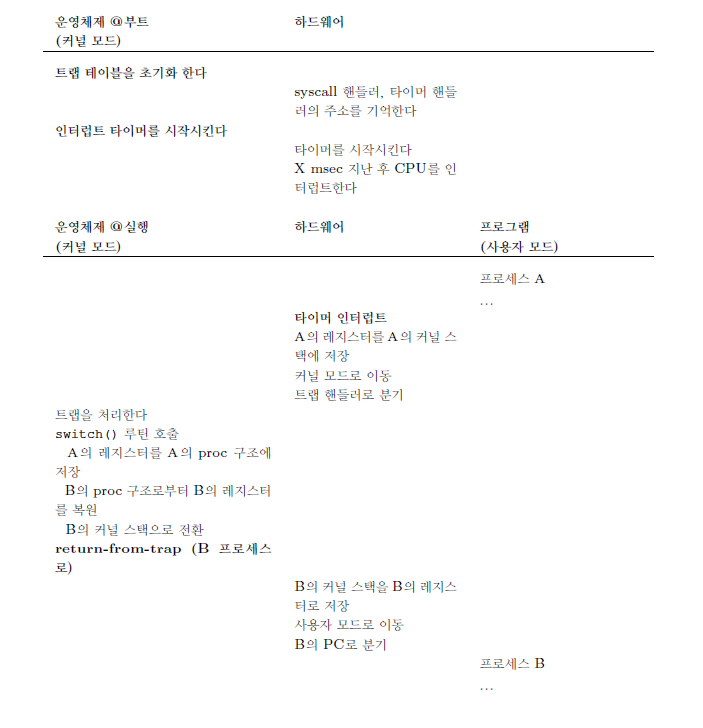 운영체제 @부트 하드웨어
(커널 모드)
트랩 테이블을 초기화 한다
syscall 핸들러, 타이머 핸들
러의 주소를 기억한다
인터럽트 타이머를 시작시킨다
타이머를 시작시킨다
X msec 지난 후 CPU를 인
터럽트한다
운영체제 @실행 하드웨어 프로그램
(커널 모드) (사용자 모드)
프로세스 A
...
타이머 인터럽트
A의 레지스터를 A의 커널 스
택에 저장
커널 모드로 이동
트랩 핸들러로 분기
트랩을 처리한다
switch() 루틴 호출
A의 레지스터를 A의 proc 구조에
저장
B의 proc 구조로부터 B의 레지스터
를 복원
B의 커널 스택으로 전환
return-from-trap (B 프로세스
로)
B의 커널 스택을 B의 레지스
터로 저장
사용자 모드로 이동
B의 PC로 분기
프로세스 B
...